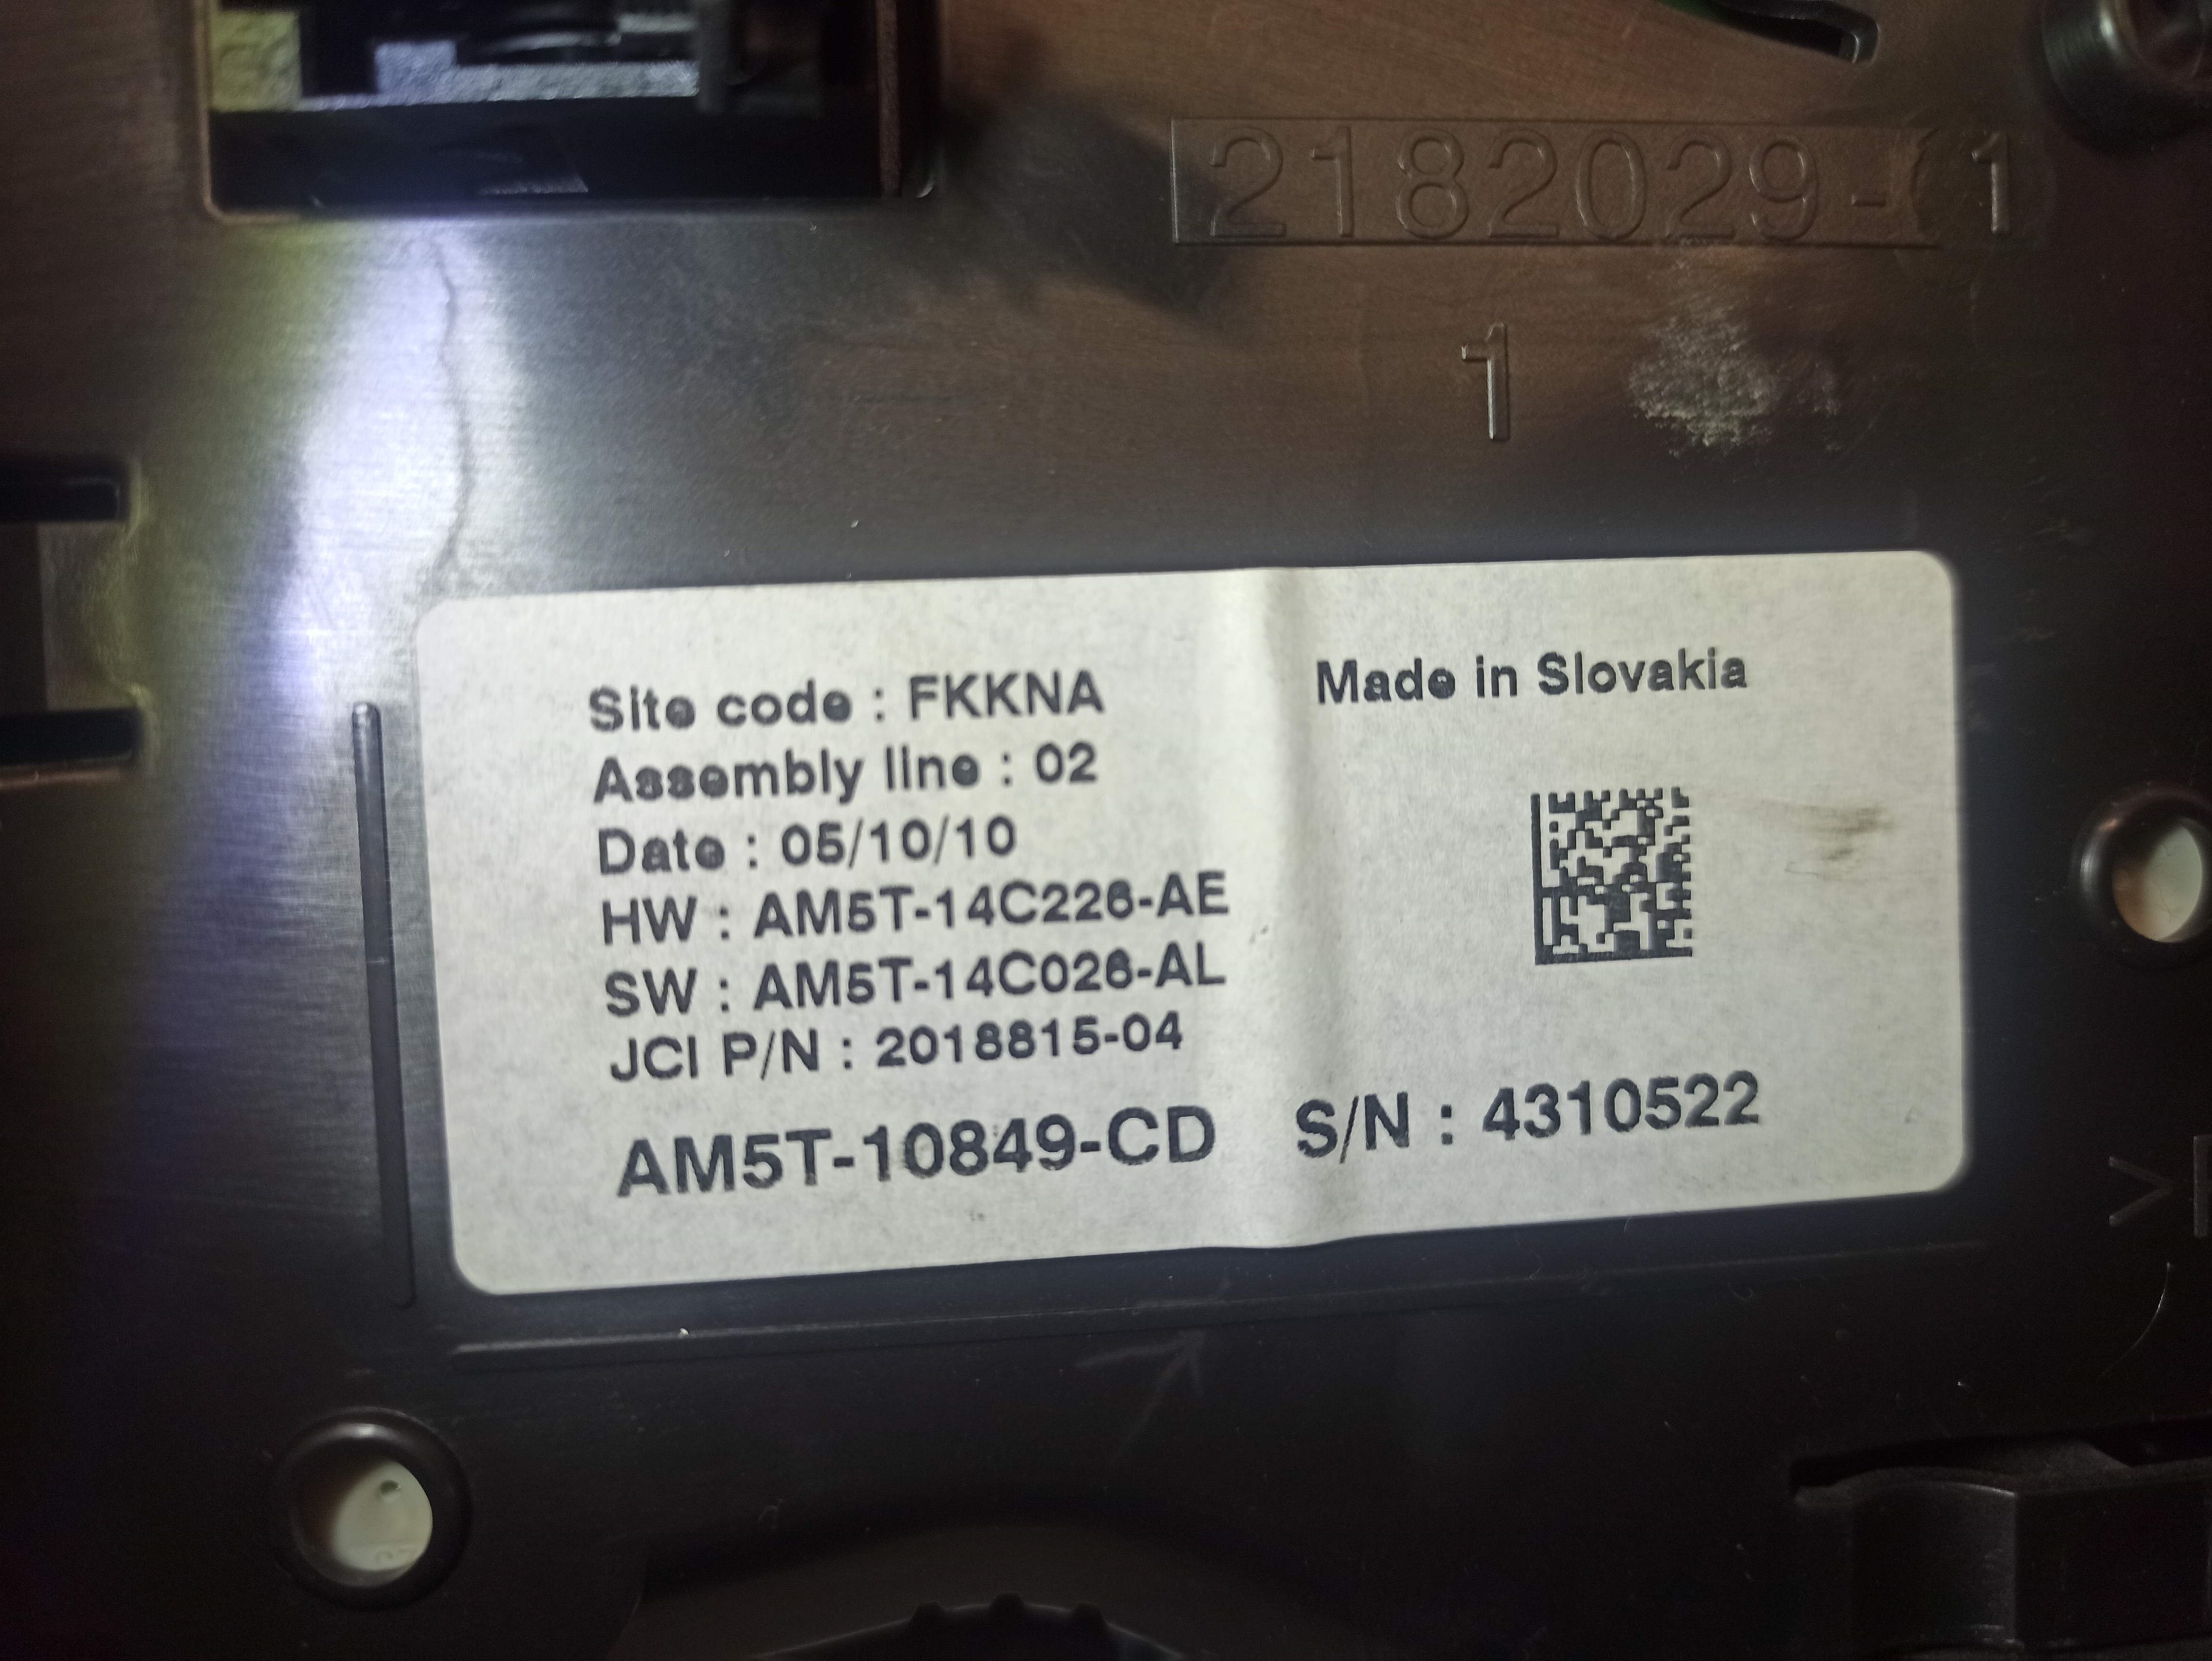 2182029-1
1
Site code : FKKNA
Assembly line : 02
Date : 05/10/10
HW : AM5T-14C226-AE
SW : AM5T-14C026-AL
JCI P/N : 2018815-04
AM5T-10849-CD
Made in Slovakia
S/N : 4310522
>